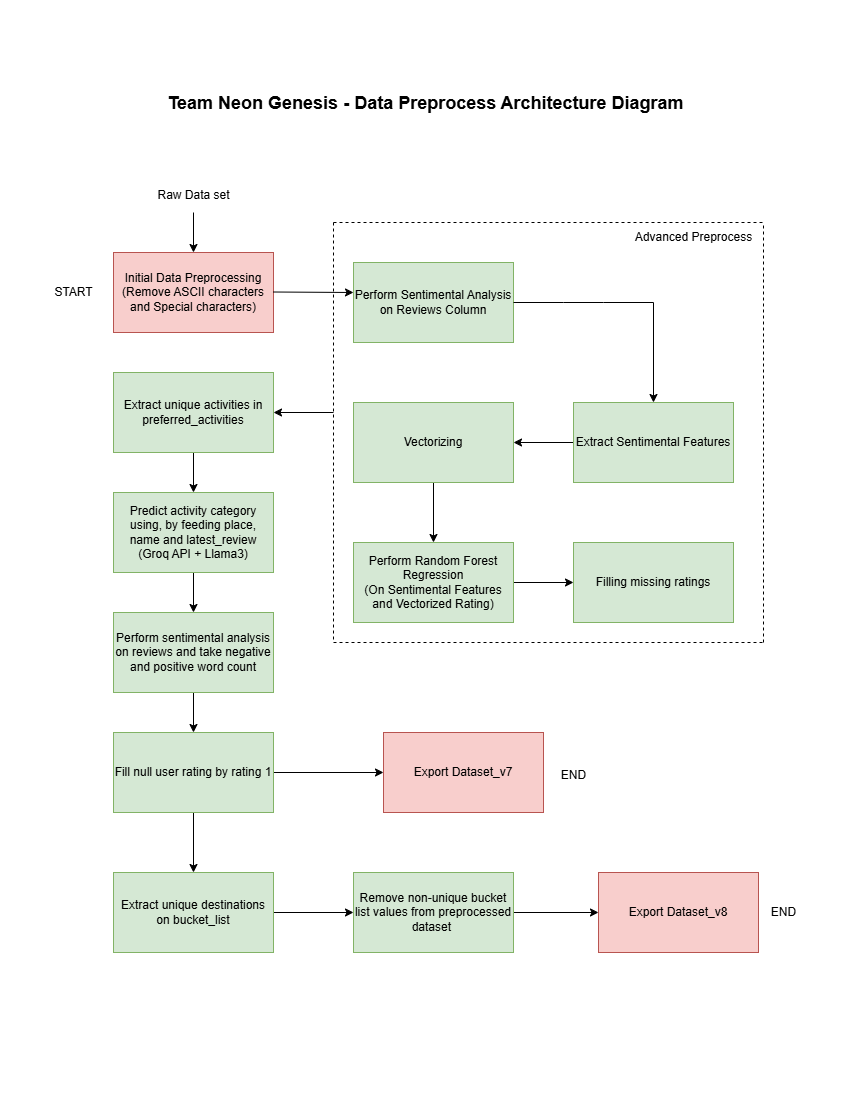 Team Neon Genesis - Data Preprocess Architecture Diagram
Raw Data set
START
Initial Data Preprocessing
(Remove ASCII characters
and Special characters)
Advanced Preprocess
Perform Sentimental Analysis
on Reviews Column
Extract Sentimental Features
Vectorizing
Perform Random Forest
Regression
(On Sentimental Features
and Vectorized Rating)
Filling missing ratings
Extract unique activities in
preferred_activities
Predict activity category
using, by feeding place,
name and latest_review
(Groq API + Llama3)
Perform sentimental analysis
on reviews and take negative
and positive word count
Fill null user rating by rating 1
Export Dataset_v7
END
Extract unique destinations
on bucket_list
Remove non-unique bucket
list values from preprocessed
dataset
Export Dataset_v8
END